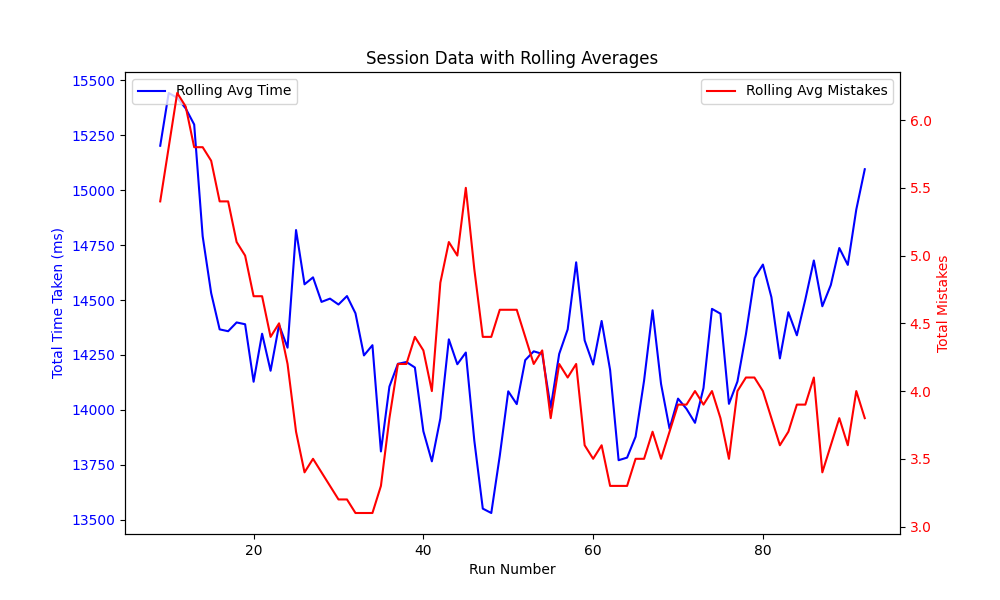 Session Data with Rolling Averages
Rolling Avg Time
Rolling Avg Mistakes
Total Time Taken (ms)
15500
15250
15000
14750
14500
14250
14000
13750
13500
6.0
5.5
5.0
4.5
4.0
3.5
3.0
Total Mistakes
20 40 60 80
Run Number